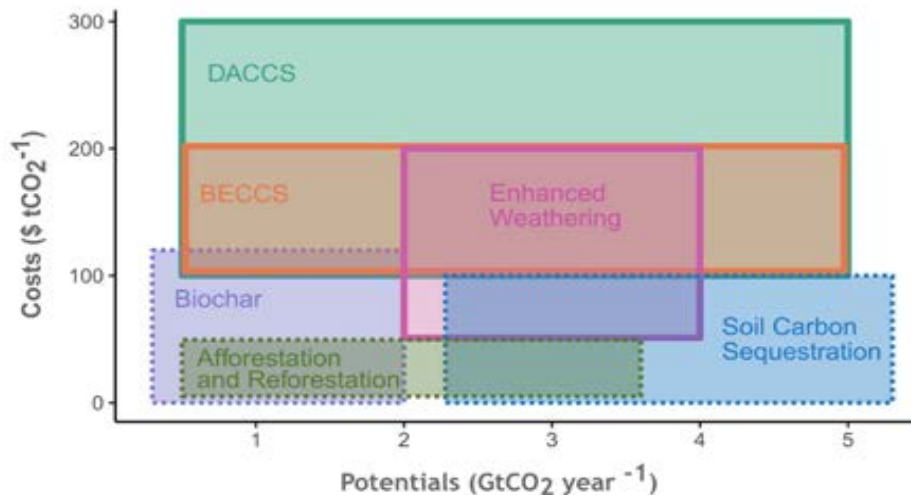 300
DACCS
200
BECCS
Enhanced
Weathering
Costs ($ tCO2-1)
100
Biochar
Soil Carbon
Sequestration
Afforestation
and Reforestation
0
1 2 3 4 5
Potentials (GtCO2 year -1)